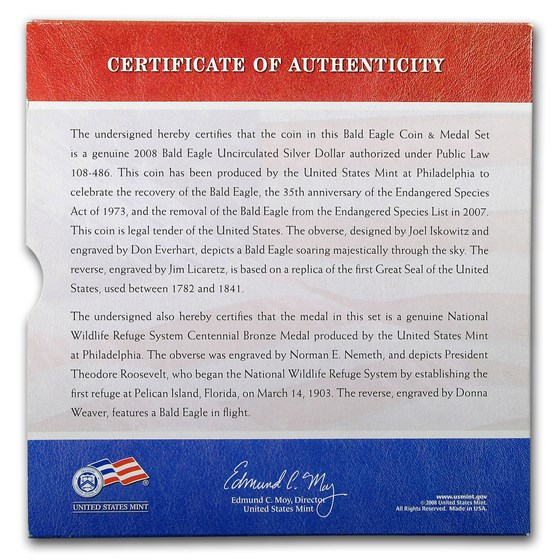 CERTIFICATE OF AUTHENTICITY
The undersigned hereby certifies that the coin in this Bald Eagle Coin & Medal Set
is a genuine 2008 Bald Eagle Uncirculated Silver Dollar authorized under Public Law
108-486. This coin has been produced by the United States Mint at Philadelphia to
celebrate the recovery of the Bald Eagle, the 35th anniversary of the Endangered Species
Act of 1973, and the removal of the Bald Eagle from the Endangered Species List in 2007.
This coin is legal tender of the United States. The obverse, designed by Joel Iskowitz and
engraved by Don Everhart, depicts a Bald Eagle soaring majestically through the sky. The
reverse, engraved by Jim Licaretz, is based on a replica of the first Great Seal of the United
States, used between 1782 and 1841.
The undersigned also hereby certifies that the medal in this set is a genuine National
Wildlife Refuge System Centennial Bronze Medal produced by the United States Mint
at Philadelphia. The obverse was engraved by Norman E. Nemeth, and depicts President
Theodore Roosevelt, who began the National Wildlife Refuge System by establishing the
first refuge at Pelican Island, Florida, on March 14, 1903. The reverse, engraved by Donna
Weaver, features a Bald Eagle in flight.
UNITED STATES MINT
Edmund C. Moy
Edmund C. Moy, Director
United States Mint
www.usmint.gov
© 2008 United States Mint.
All Rights Reserved. Made in USA.